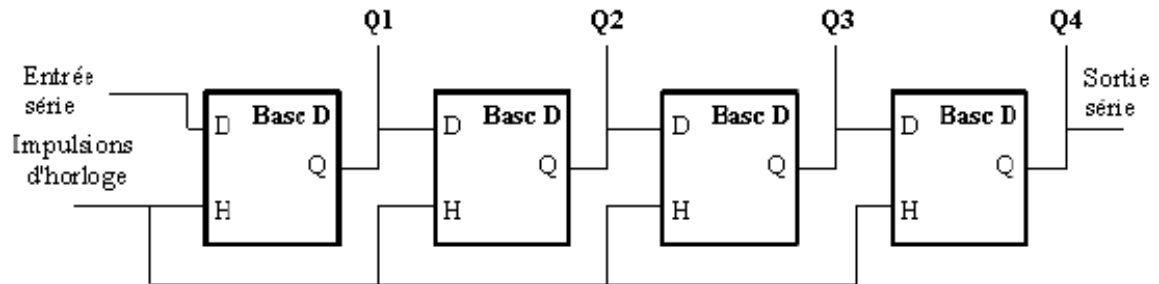 Q1 Q2 Q3 Q4
Entrée
série
Sortie
série
Basc D Basc D Basc D Basc D
D D D D
Impulsions
d'horloge
Q Q Q Q
H H H H